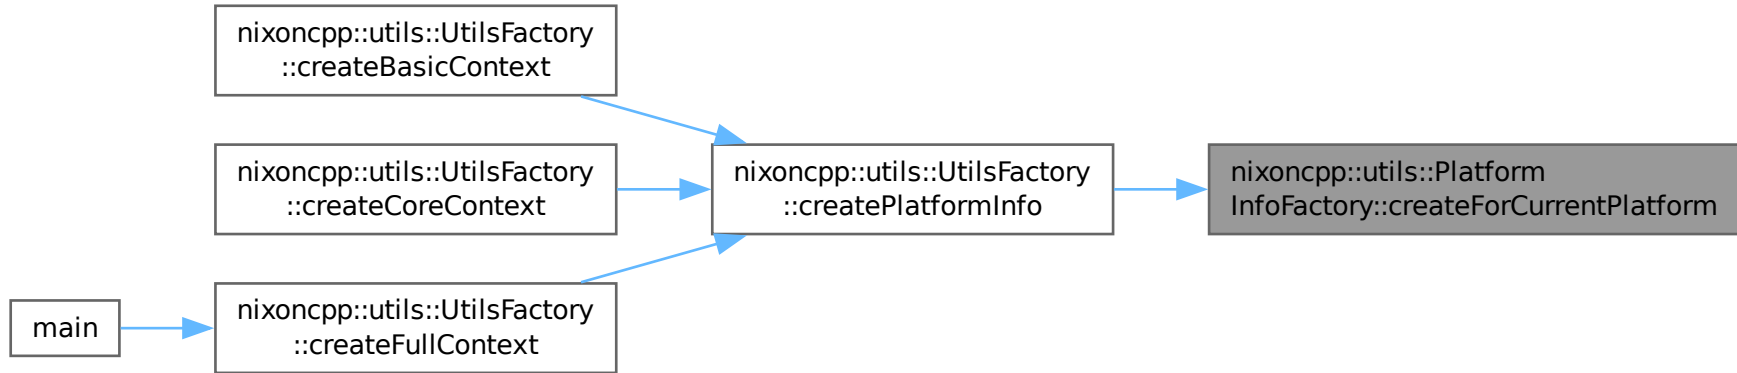 nixoncpp::utils::UtilsFactory
::createBasicContext
nixoncpp::utils::UtilsFactory
::createCoreContext
nixoncpp::utils::UtilsFactory
::createPlatformInfo
nixoncpp::utils::Platform
InfoFactory::createForCurrentPlatform
main
nixoncpp::utils::UtilsFactory
::createFullContext